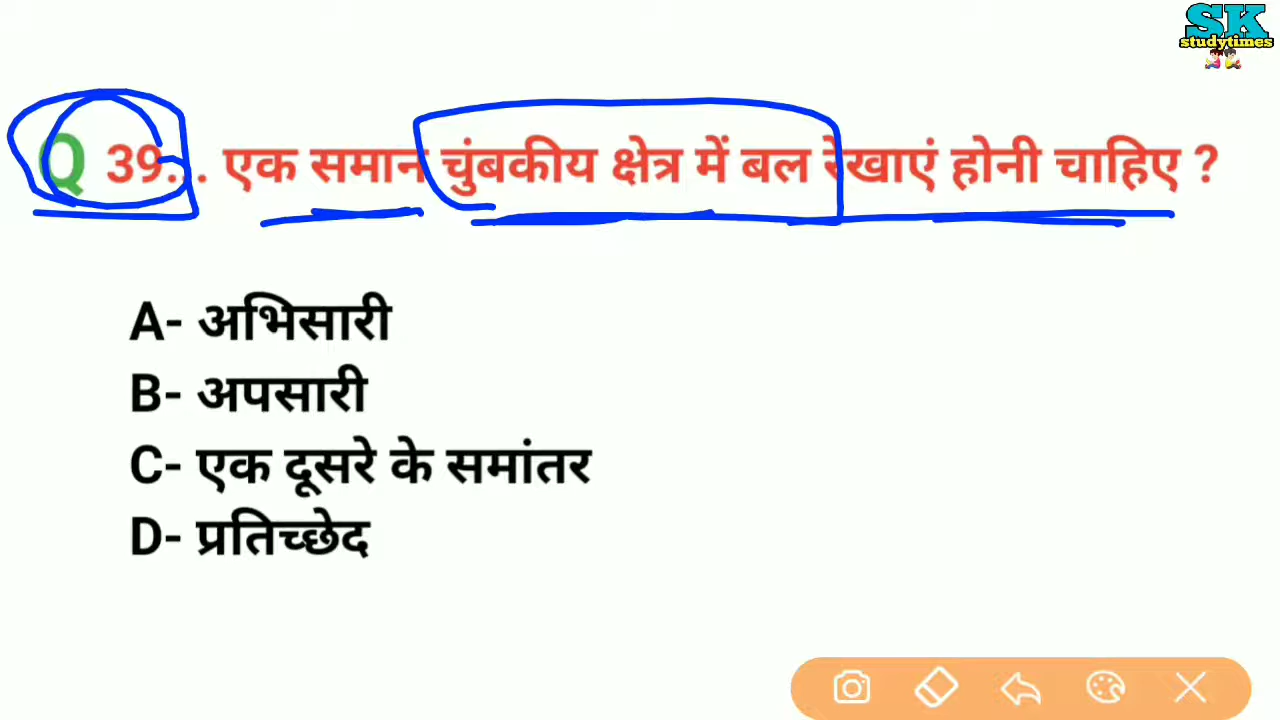 SK
studytimes
Q 39... एक समान चुंबकीय क्षेत्र में बल रेखाएं होनी चाहिए ?
A- अभिसारी
B- अपसारी
C- एक दूसरे के समांतर
D- प्रतिच्छेद